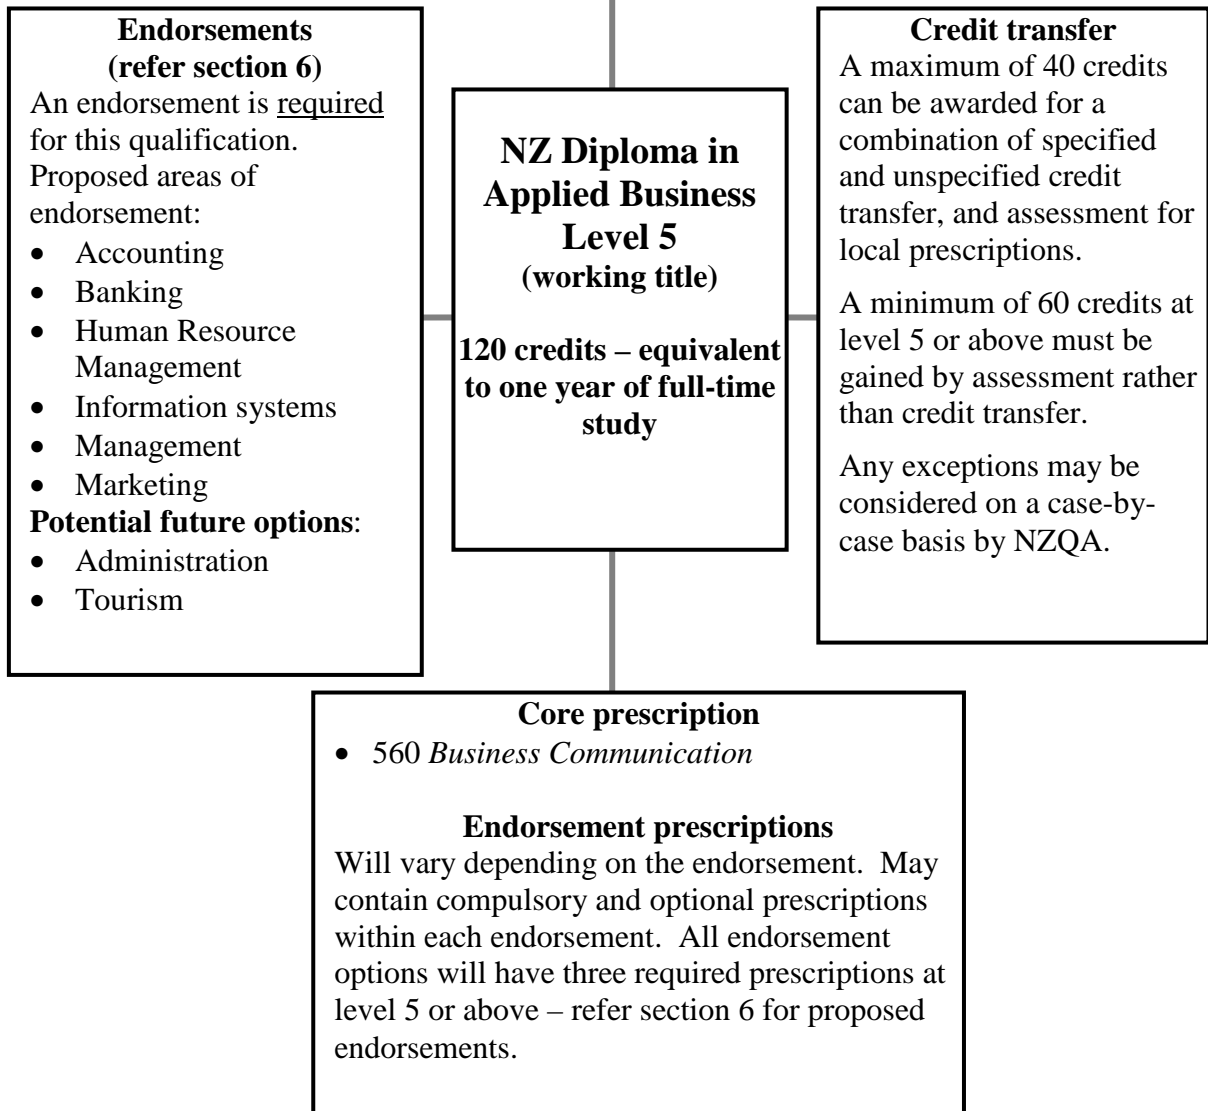 Endorsements
(refer section 6)
An endorsement is required
for this qualification.
Proposed areas of
endorsement:
• Accounting
• Banking
• Human Resource
Management
• Information systems
• Management
• Marketing
Potential future options:
• Administration
• Tourism
NZ Diploma in
Applied Business
Level 5
(working title)
120 credits – equivalent
to one year of full-time
study
Credit transfer
A maximum of 40 credits
can be awarded for a
combination of specified
and unspecified credit
transfer, and assessment for
local prescriptions.
A minimum of 60 credits at
level 5 or above must be
gained by assessment rather
than credit transfer.
Any exceptions may be
considered on a case-by-
case basis by NZQA.
Core prescription
• 560 Business Communication
Endorsement prescriptions
Will vary depending on the endorsement.  May
contain compulsory and optional prescriptions
within each endorsement.  All endorsement
options will have three required prescriptions at
level 5 or above – refer section 6 for proposed
endorsements.